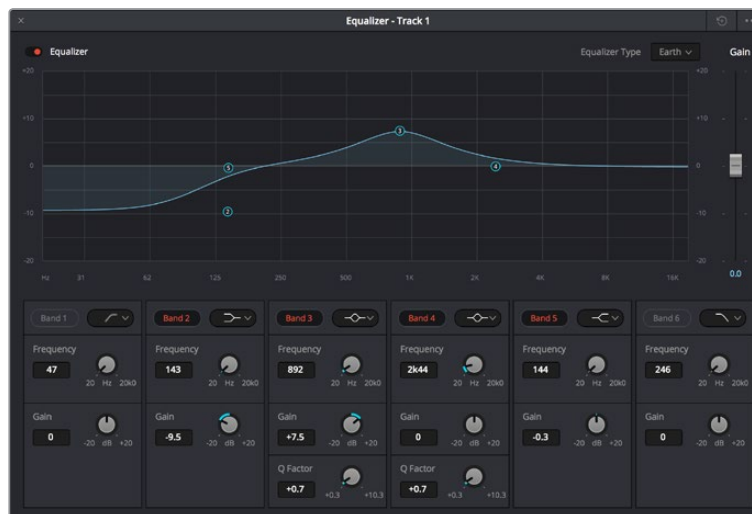 Equalizer - Track 1
Equalizer
Equalizer Type
Earth
Gain
+20 +20
+10 +10
0 0
-10 -10
-20 -20
5
3
4
2
Hz 31 62 125 250 500 1K 2K 4K 8K 16K
0.0
Band 1 Band 2 Band 3 Band 4 Band 5 Band 6
Frequency Frequency Frequency Frequency Frequency Frequency
47 143 892 2k44 144 246
20 Hz 20k0 20 Hz 20k0 20 Hz 20k0 20 Hz 20k0 20 Hz 20k0 20 Hz 20k0
Gain Gain Gain Gain Gain Gain
0 -9.5 +7.5 0 -0.3 0
-20 dB +20 -20 dB +20 -20 dB +20 -20 dB +20 -20 dB +20 -20 dB +20
Q Factor Q Factor
+0.7 +0.7
+0.3 +10.3 +0.3 +10.3